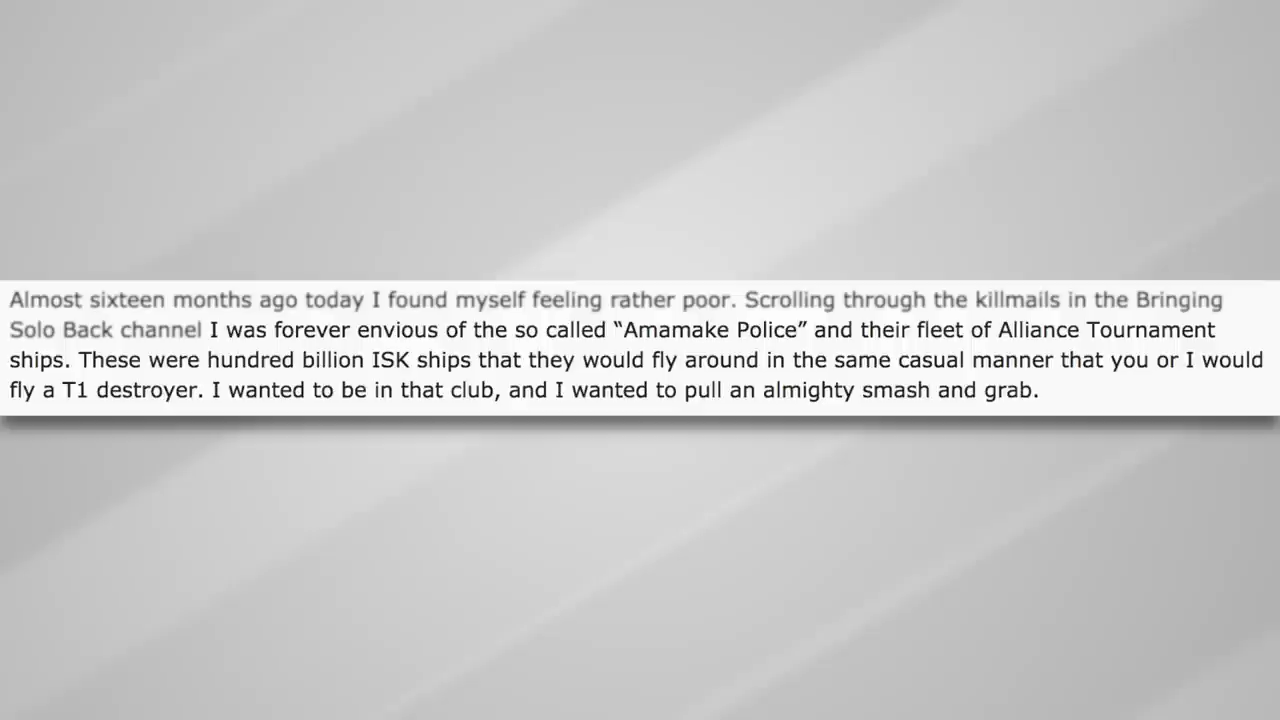 Almost sixteen months ago today I found myself feeling rather poor. Scrolling through the killmails in the Bringing
Solo Back channel I was forever envious of the so called “Amamake Police” and their fleet of Alliance Tournament
ships. These were hundred billion ISK ships that they would fly around in the same casual manner that you or I would
fly a T1 destroyer. I wanted to be in that club, and I wanted to pull an almighty smash and grab.